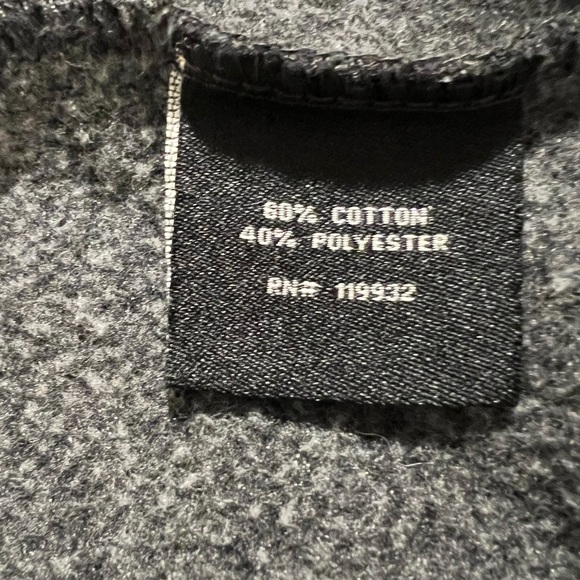 60% COTTON
40% POLYESTER
RN# 119932